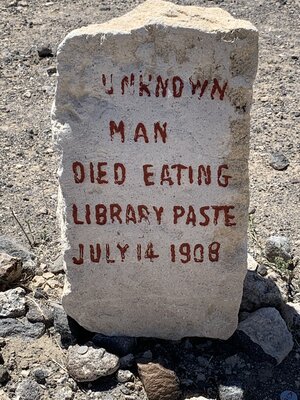 UNKNOWN
MAN
DIED EATING
LIBRARY PASTE
JULY 14 1908